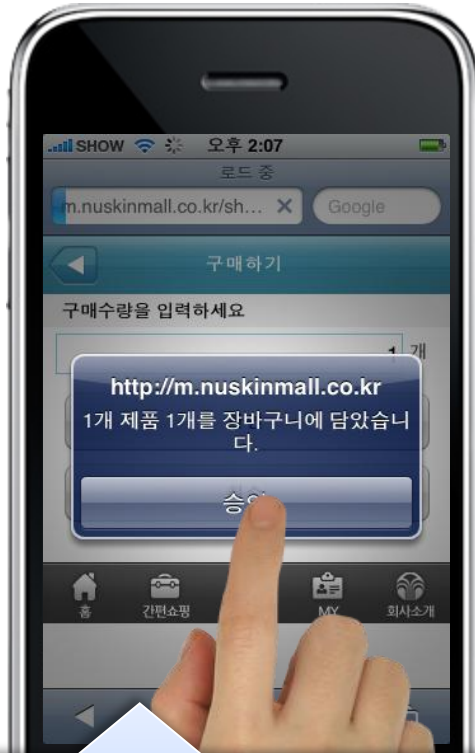 SHOW 오후 2:07
로드 중
m.nuskinmall.co.kr/sh... Google
구매하기
구매수량을 입력하세요
1 개
http://m.nuskinmall.co.kr
1개 제품 1개를 장바구니에 담았습니
다.
홈 간편쇼핑 MY 회사소개